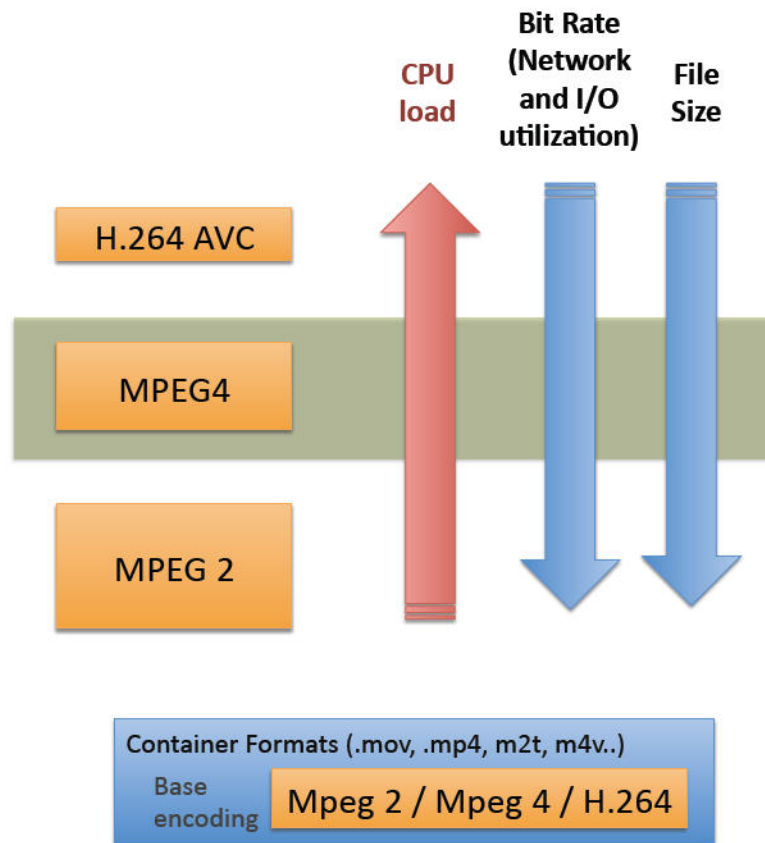 CPU
load
Bit Rate
(Network
and I/O
utilization)
File
Size
H.264 AVC
MPEG4
MPEG 2
Container Formats (.mov, .mp4, m2t, m4v..)
Base
encoding
Mpeg 2 / Mpeg 4 / H.264